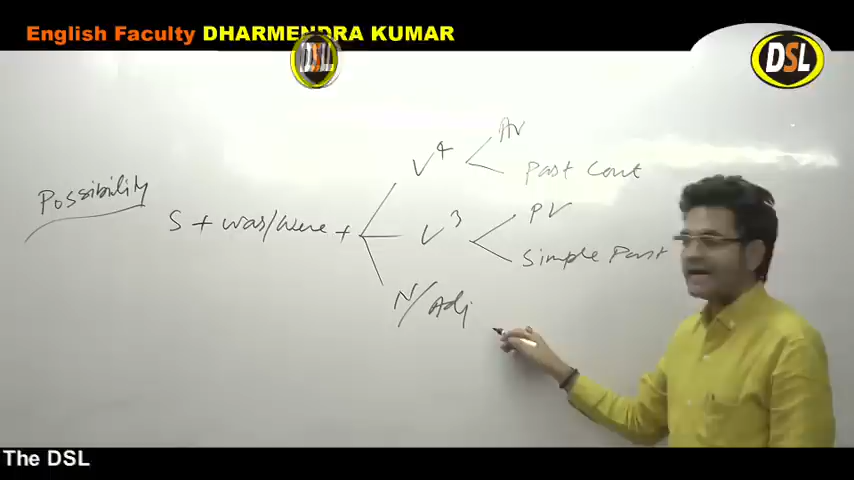 English Faculty DHARMENDRA KUMAR
DSL
DSL
Possibility
S + was/were +
V4
AV
Past Cont
V3
PV
Simple Past
N/Adj
The DSL